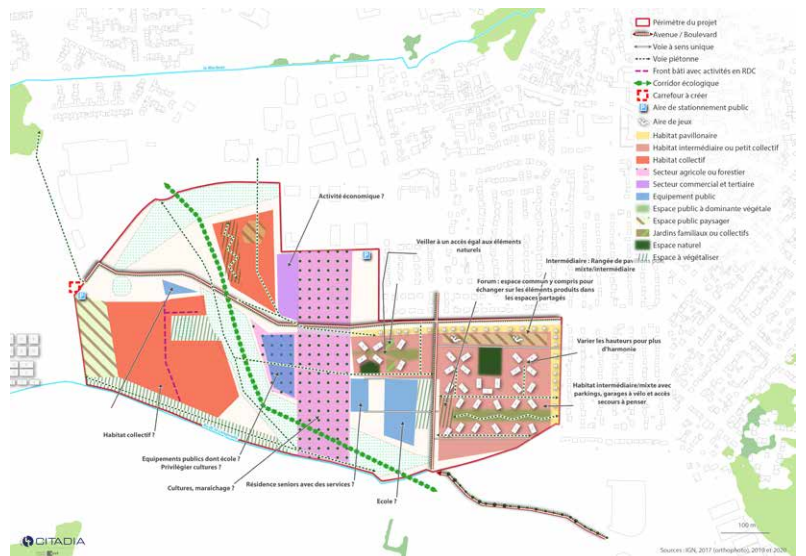 Périmètre du projet
Avenue / Boulevard
Voie à sens unique
Voie piétonne
Front bâti avec activités en RDC
Corridor écologique
Carrefour à créer
Aire de stationnement public
Aire de jeux
Habitat pavillonaire
Habitat intermédiaire ou petit collectif
Habitat collectif
Secteur agricole ou forestier
Secteur commercial et tertiaire
Equipement public
Espace public à dominante végétale
Espace public paysager
Jardins familiaux ou collectifs
Espace naturel
Espace à végétaliser
Activité économique ?
Veiller à un accès égal aux éléments
naturels
Intermédiaire : Rangée de
mixte/intermédiaire
Forum : espace commun y compris pour
échanger sur les éléments produits dans
les espaces partagés
Varier les hauteurs pour plus
d'harmonie
Habitat intermédiaire/mixte avec
parkings, garages à vélo et accès
secours à penser
Habitat collectif ?
Equipements publics dont école ?
Privilégier cultures ?
Cultures, maraîchage ?
Résidence seniors avec des services ?
Ecole ?
100 m
CITADIA
Sources : IGN, 2017 (orthophoto), 2019 et 2020